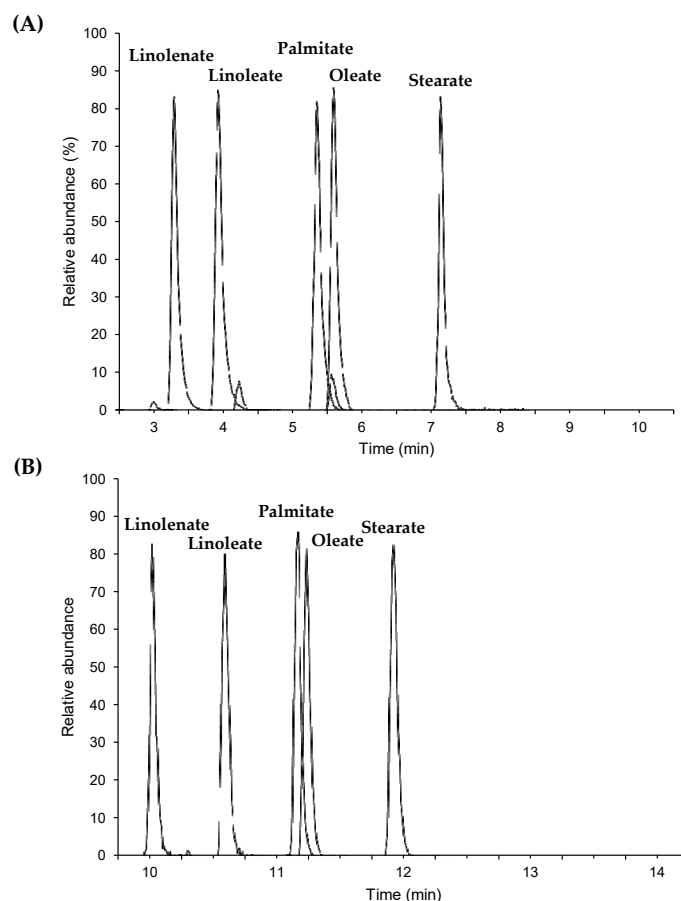 (A)
Palmitate
Linolenate Linoleate Oleate Stearate
100
90
80
70
60
50
40
30
20
10
0
Relative abundance (%)
3 4 5 6 7 8 9 10
Time (min)
(B)
Palmitate
Linolenate Linoleate Oleate Stearate
100
90
80
70
60
50
40
30
20
10
0
Relative abundance
10 11 12 13 14
Time (min)